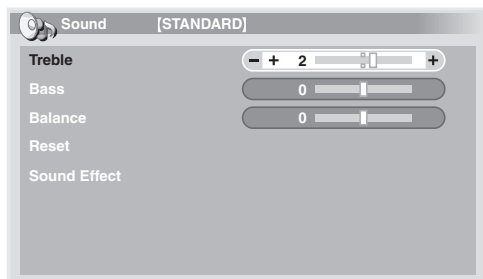 Sound [STANDARD]
Treble - + 2 +
Bass 0
Balance 0
Reset
Sound Effect